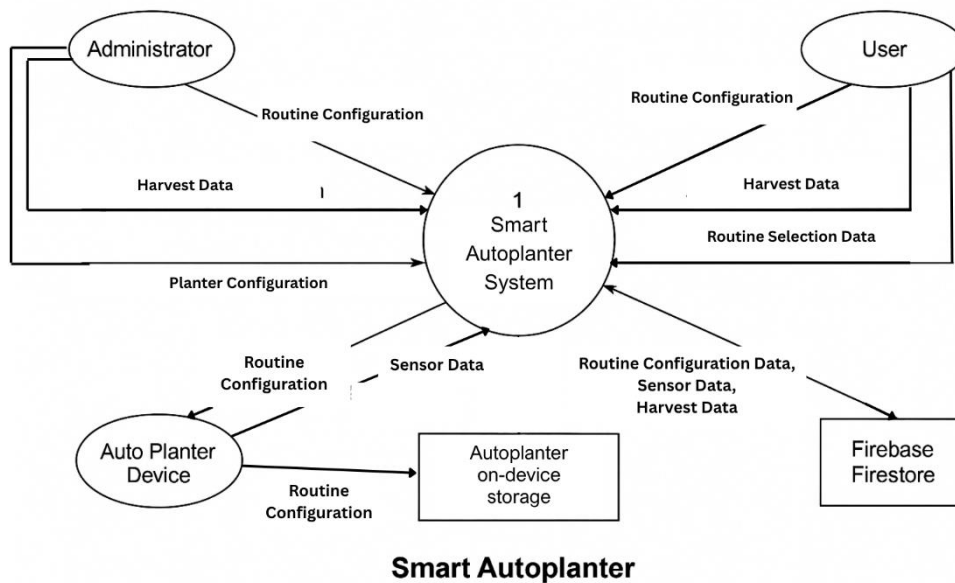 Administrator
User
Routine Configuration
Routine Configuration
Harvest Data
1
Smart
Autoplanter
System
Harvest Data
Routine Selection Data
Planter Configuration
Routine
Configuration
Sensor Data
Routine Configuration Data,
Sensor Data,
Harvest Data
Auto Planter
Device
Routine
Configuration
Autoplanter
on-device
storage
Firebase
Firestore
Smart Autoplanter